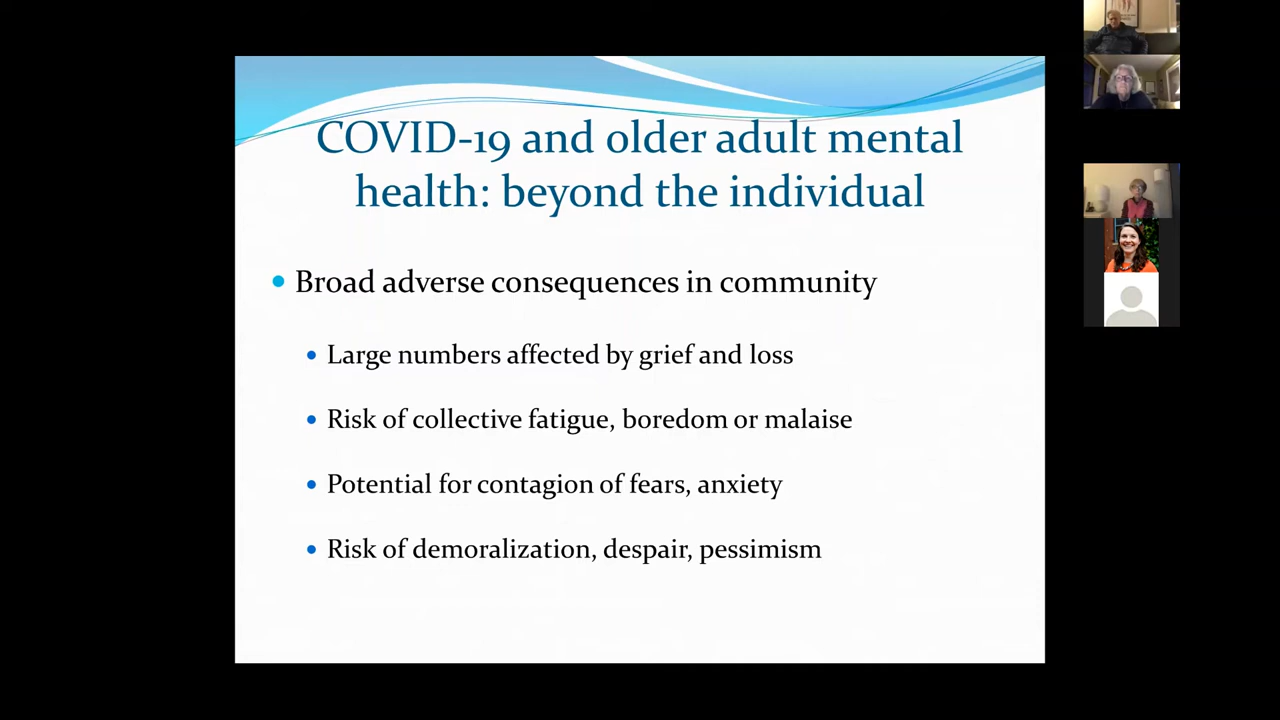 COVID-19 and older adult mental
health: beyond the individual
Broad adverse consequences in community
Large numbers affected by grief and loss
Risk of collective fatigue, boredom or malaise
Potential for contagion of fears, anxiety
Risk of demoralization, despair, pessimism